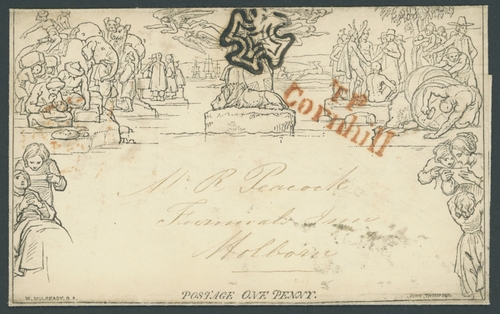 T.P
Cornhill
Mr. R Peacock
Furnivals Inn
Holborn
W. MULREADY. R.A.
POSTAGE ONE PENNY.
JOHN THOMPSON.